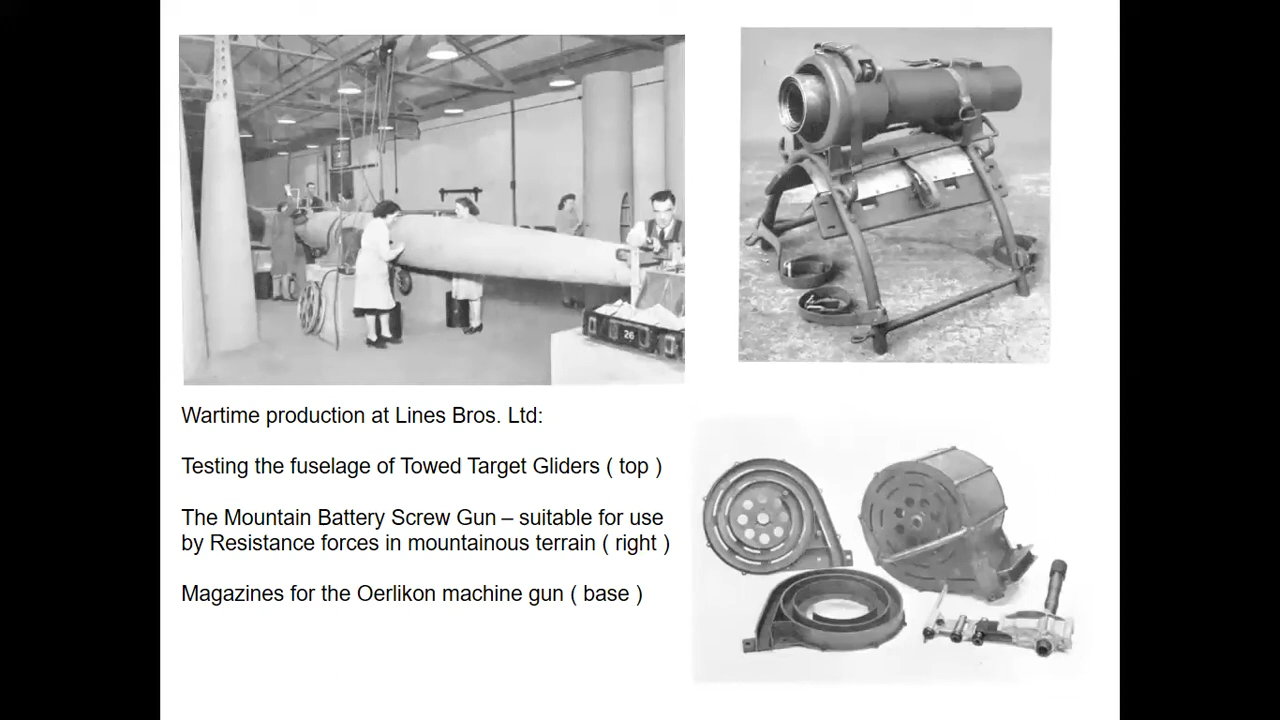 26
Wartime production at Lines Bros. Ltd:
Testing the fuselage of Towed Target Gliders ( top )
The Mountain Battery Screw Gun – suitable for use
by Resistance forces in mountainous terrain ( right )
Magazines for the Oerlikon machine gun ( base )